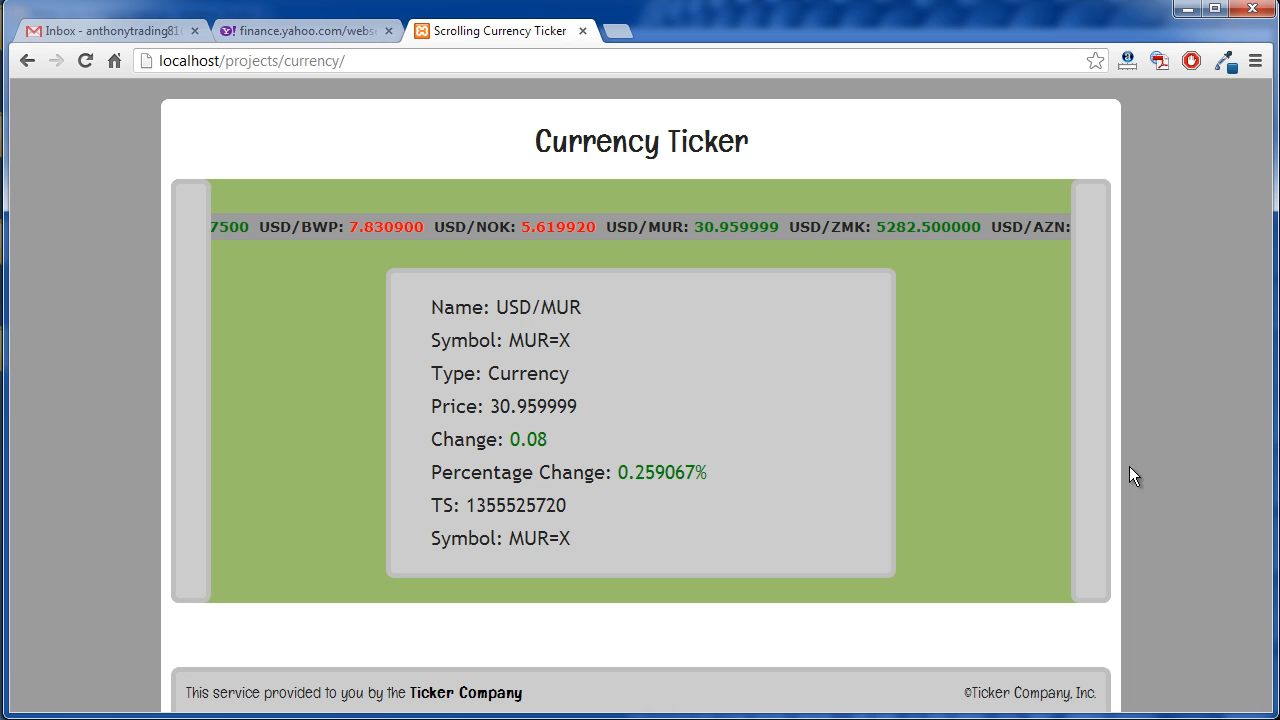 Inbox - anthonytrading81
finance.yahoo.com/webs
Scrolling Currency Ticker
localhost/projects/currency/
Currency Ticker
7500 USD/BWP: 7.830900 USD/NOK: 5.619920 USD/MUR: 30.959999 USD/ZMK: 5282.500000 USD/AZN:
Name: USD/MUR
Symbol: MUR=X
Type: Currency
Price: 30.959999
Change: 0.08
Percentage Change: 0.259067%
TS: 1355525720
Symbol: MUR=X
This service provided to you by the Ticker Company
©Ticker Company, Inc.